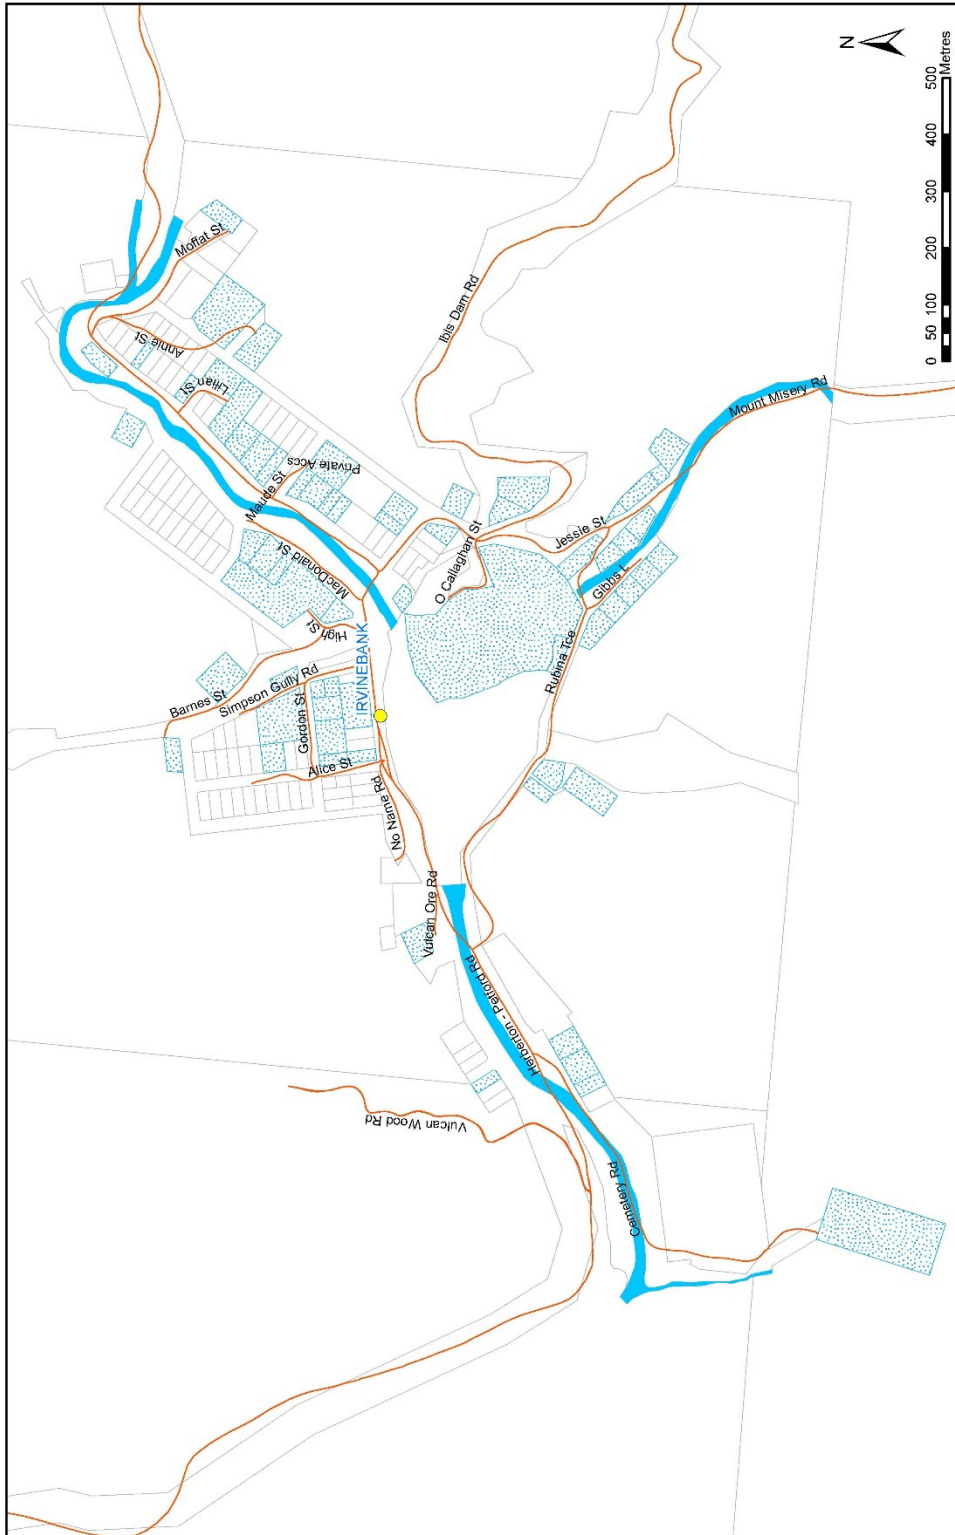 N
Moffat St
Annie St
Lilian St
Ibis Dam Rd
0 50 100 200 300 400 500
Metres
Mount Misery Rd
Private Accs
Maude St
MacDonald St
O Callaghan St
Jessie St
Gibbs L
High St
IRVINEBANK
Rubina Tce
Barnes St
Simpson Gully Rd
Gordon St
Alice St
No Name Rd
Vulcan Ore Rd
Herberton - Petford Rd
Vulcan Wood Rd
Cemetery Rd